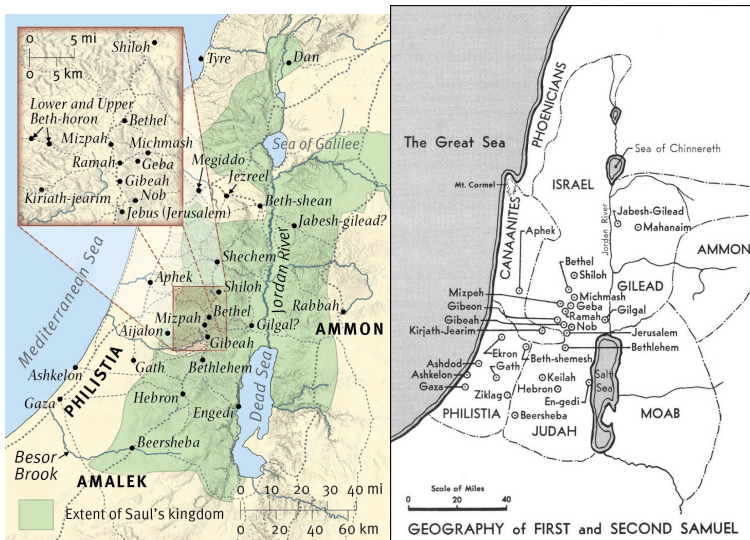 0 5 mi
0 5 km
Shiloh
Lower and Upper
Beth-horon
Bethel
Mizpah
Michmash
Ramah
Geba
Gibeah
Kiriath-jearim
Nob
Jebus (Jerusalem)
Tyre
Dan
Sea of Galilee
Megiddo
Jezreel
Beth-shean
Jabesh-gilead?
Mediterranean Sea
Shechem
Jordan River
Aphek
Shiloh
Bethel
Rabbah
Mizpah
Gilgal?
AMMON
Aijalon
Gibeah
PHILISTIA
Gath
Bethlehem
Ashkelon
Dead Sea
Hebron
Gaza
Engedi
Beersheba
Besor
Brook
AMALEK
0 10 20 30 40 mi
0 20 40 60 km
Extent of Saul's kingdom
PHOENICIANS
The Great Sea
Sea of Chinnereth
Mt. Carmel
ISRAEL
CANAANITES
Jordan River
Jabesh-Gilead
Mahanaim
Aphek
AMMON
Bethel
Shiloh
GILEAD
Mizpeh
Michmash
Gibeon
Geba
Gilgal
Ramah
Gibeah
Nob
Kirjath-Jearim
Jerusalem
Bethlehem
Ekron
Beth-shemesh
Ashdod
Gath
Ashkelon
Salt
Sea
Gaza
Keilah
Ziklag
Hebron
En-gedi
PHILISTIA
Beersheba
MOAB
JUDAH
Scale of Miles
0 40
GEOGRAPHY of FIRST and SECOND SAMUEL